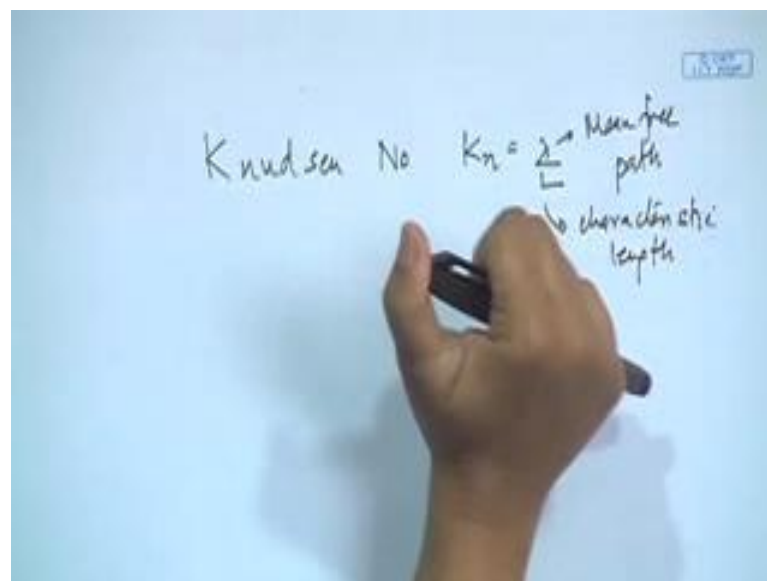 Knudsen No Kn = λ/L
Mean free
path
characteristic
length